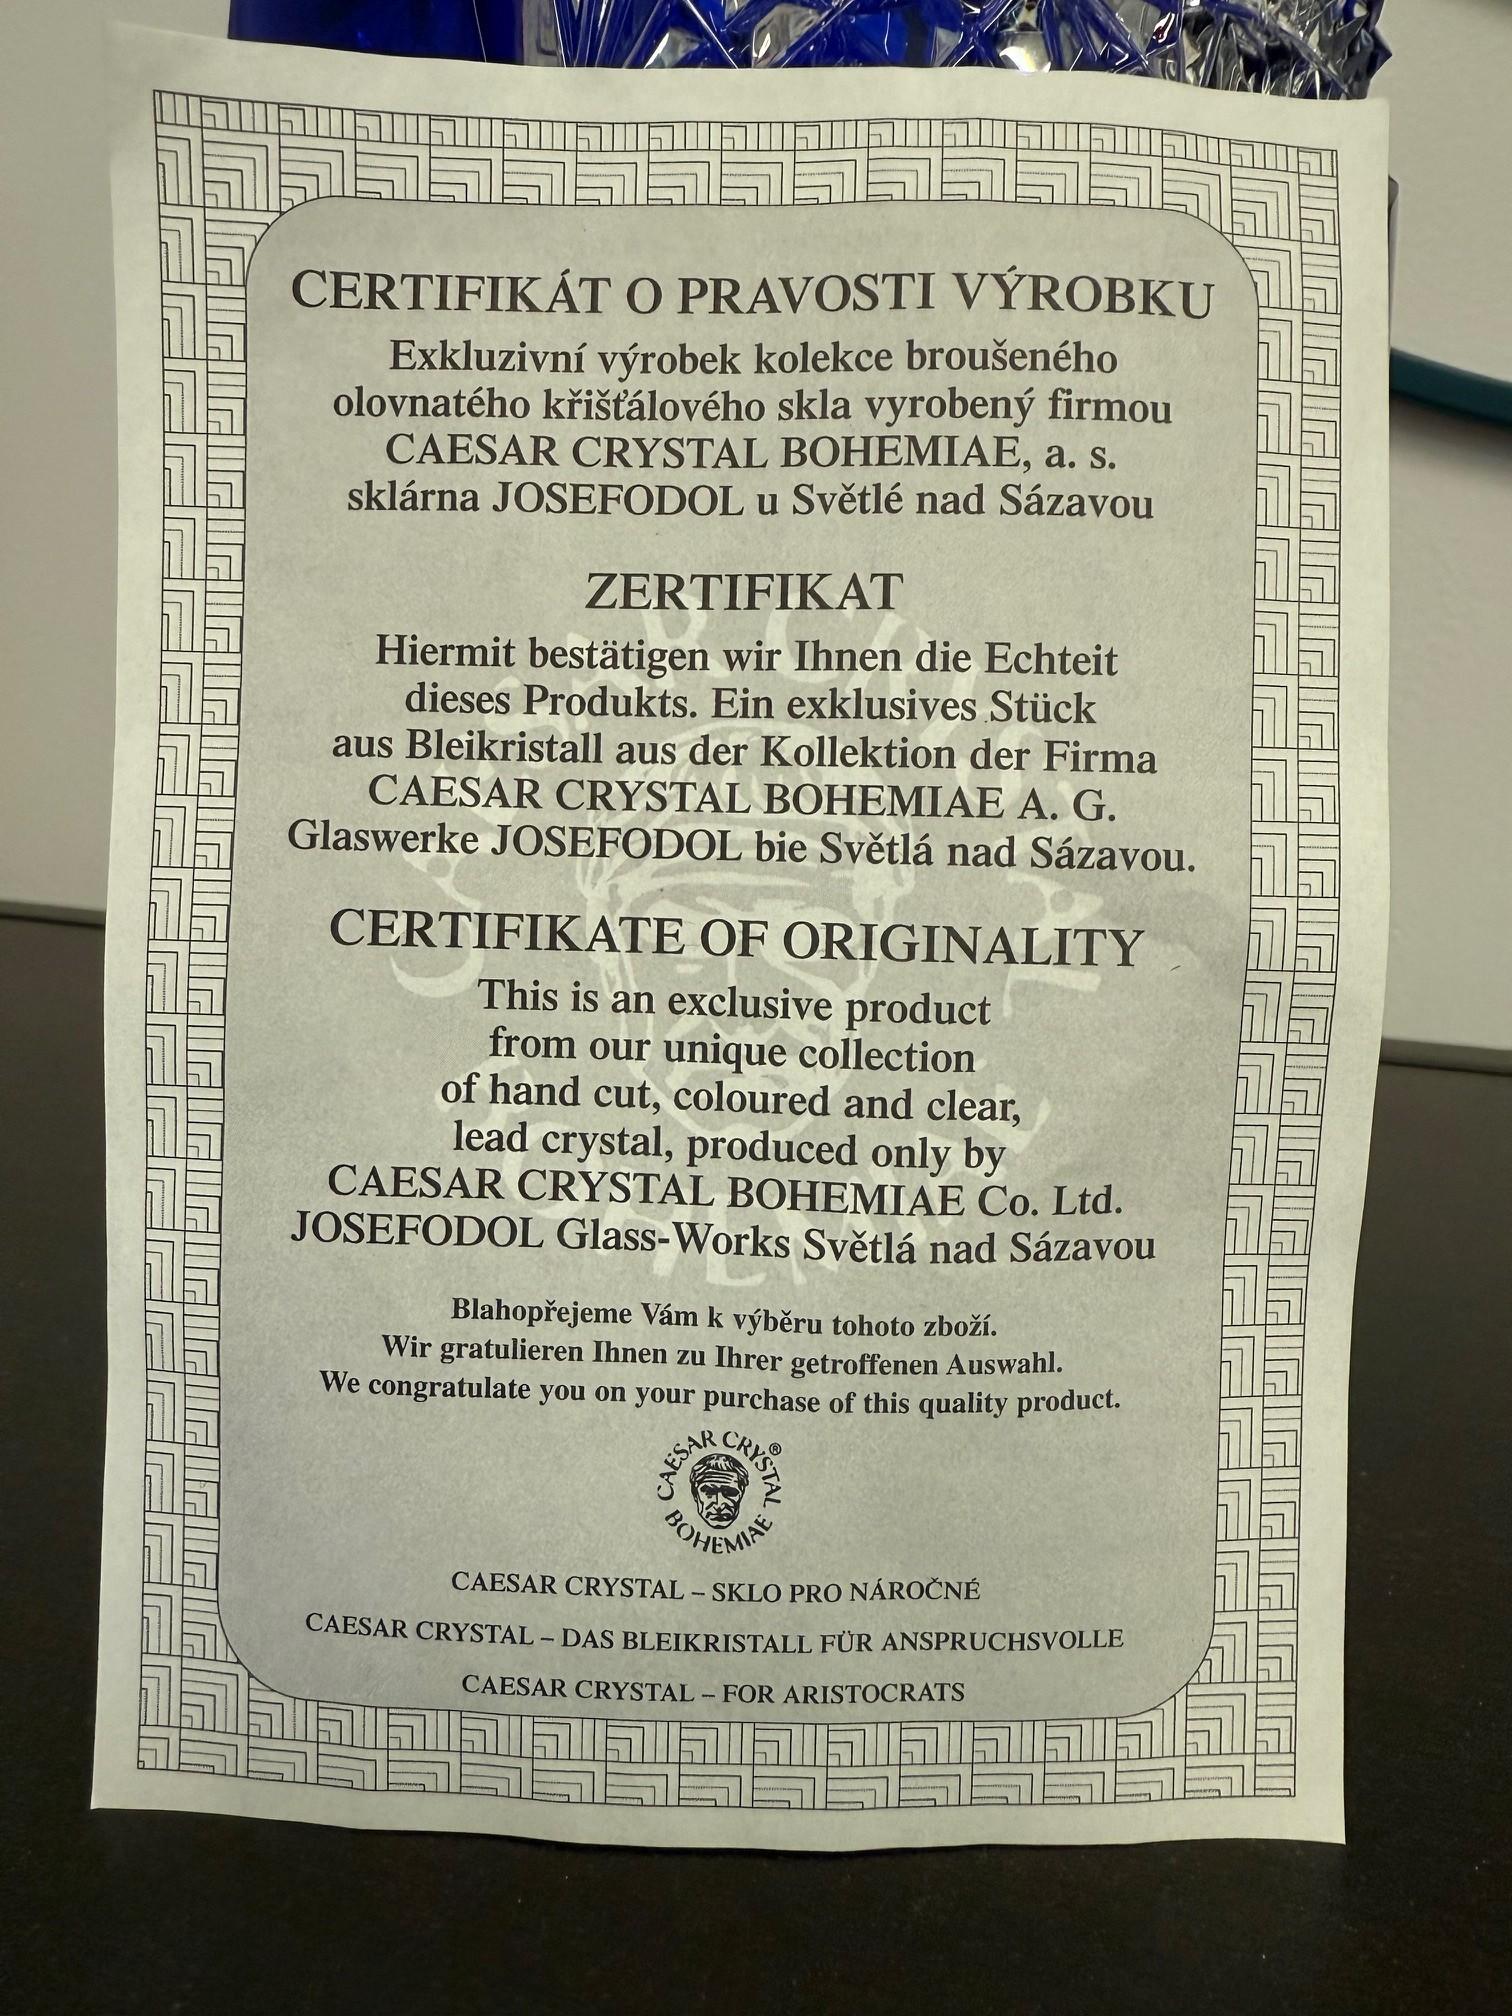 CERTIFIKÁT O PRAVOSTI VÝROBKU
Exkluzivní výrobek kolekce broušeného
olovnatého křišťálového skla vyrobený firmou
CAESAR CRYSTAL BOHEMIAE, a. s.
sklárna JOSEFODOL u Světlé nad Sázavou
ZERTIFIKAT
Hiermit bestätigen wir Ihnen die Echteit
dieses Produkts. Ein exklusives Stück
aus Bleikristall aus der Kollektion der Firma
CAESAR CRYSTAL BOHEMIAE A. G.
Glaswerke JOSEFODOL bie Světlá nad Sázavou.
CERTIFIKATE OF ORIGINALITY
This is an exclusive product
from our unique collection
of hand cut, coloured and clear,
lead crystal, produced only by
CAESAR CRYSTAL BOHEMIAE Co. Ltd.
JOSEFODOL Glass-Works Světlá nad Sázavou
Blahopřejeme Vám k výběru tohoto zboží.
Wir gratulieren Ihnen zu Ihrer getroffenen Auswahl.
We congratulate you on your purchase of this quality product.
CAESAR CRYSTAL ®
BOHEMIAE
CAESAR CRYSTAL – SKLO PRO NÁROČNÉ
CAESAR CRYSTAL – DAS BLEIKRISTALL FÜR ANSPRUCHSVOLLE
CAESAR CRYSTAL – FOR ARISTOCRATS